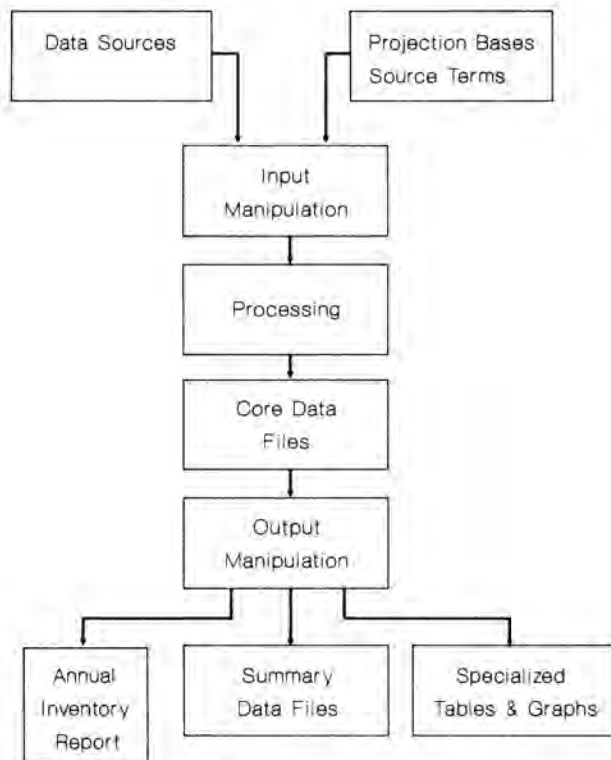 Data Sources
Projection Bases
Source Terms
Input
Manipulation
Processing
Core Data
Files
Output
Manipulation
Annual
Inventory
Report
Summary
Data Files
Specialized
Tables & Graphs